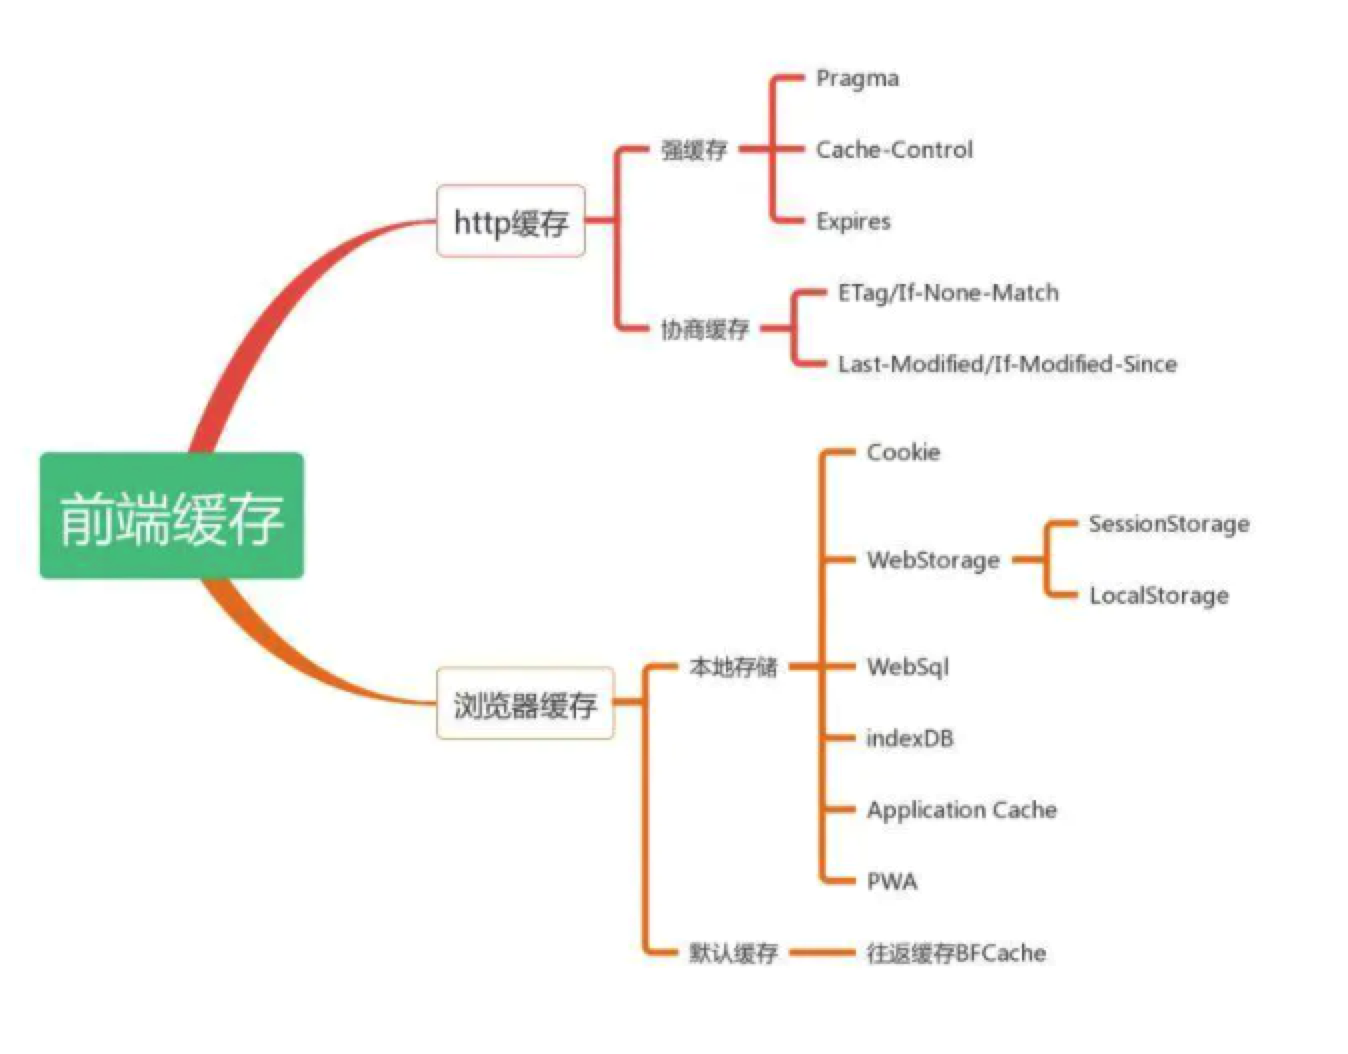 前端缓存
http缓存
强缓存
Pragma
Cache-Control
Expires
协商缓存
ETag/If-None-Match
Last-Modified/If-Modified-Since
浏览器缓存
本地存储
Cookie
WebStorage
SessionStorage
LocalStorage
WebSql
indexDB
Application Cache
PWA
默认缓存
往返缓存BFCache